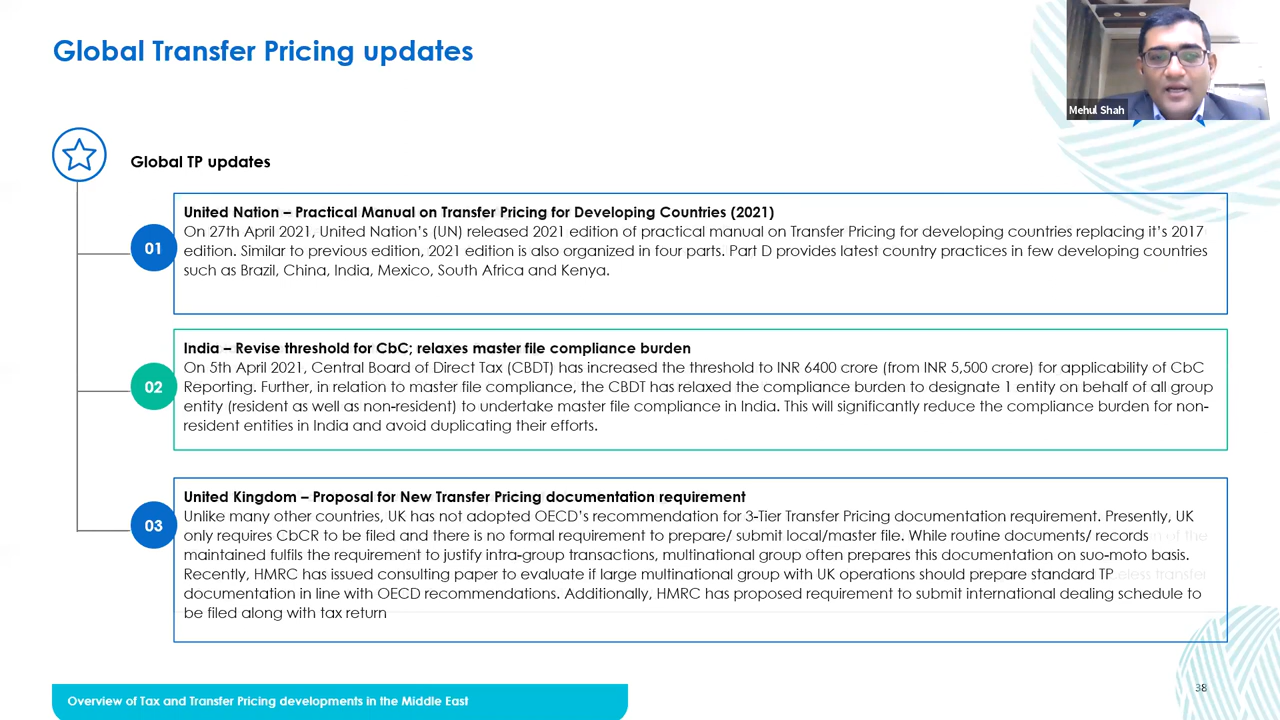 Global Transfer Pricing updates
Mehul Shah
Global TP updates
01
United Nation – Practical Manual on Transfer Pricing for Developing Countries (2021)
On 27th April 2021, United Nation's (UN) released 2021 edition of practical manual on Transfer Pricing for developing countries replacing it's 2017
edition. Similar to previous edition, 2021 edition is also organized in four parts. Part D provides latest country practices in few developing countries
such as Brazil, China, India, Mexico, South Africa and Kenya.
02
India – Revise threshold for CbC; relaxes master file compliance burden
On 5th April 2021, Central Board of Direct Tax (CBDT) has increased the threshold to INR 6400 crore (from INR 5,500 crore) for applicability of CbC
Reporting. Further, in relation to master file compliance, the CBDT has relaxed the compliance burden to designate 1 entity on behalf of all group
entity (resident as well as non-resident) to undertake master file compliance in India. This will significantly reduce the compliance burden for non-
resident entities in India and avoid duplicating their efforts.
03
United Kingdom – Proposal for New Transfer Pricing documentation requirement
Unlike many other countries, UK has not adopted OECD's recommendation for 3-Tier Transfer Pricing documentation requirement. Presently, UK
only requires CbCR to be filed and there is no formal requirement to prepare/ submit local/master file. While routine documents/ records
maintained fulfils the requirement to justify intra-group transactions, multinational group often prepares this documentation on suo-moto basis.
Recently, HMRC has issued consulting paper to evaluate if large multinational group with UK operations should prepare standard TP
documentation in line with OECD recommendations. Additionally, HMRC has proposed requirement to submit international dealing schedule to
be filed along with tax return
Overview of Tax and Transfer Pricing developments in the Middle East
38